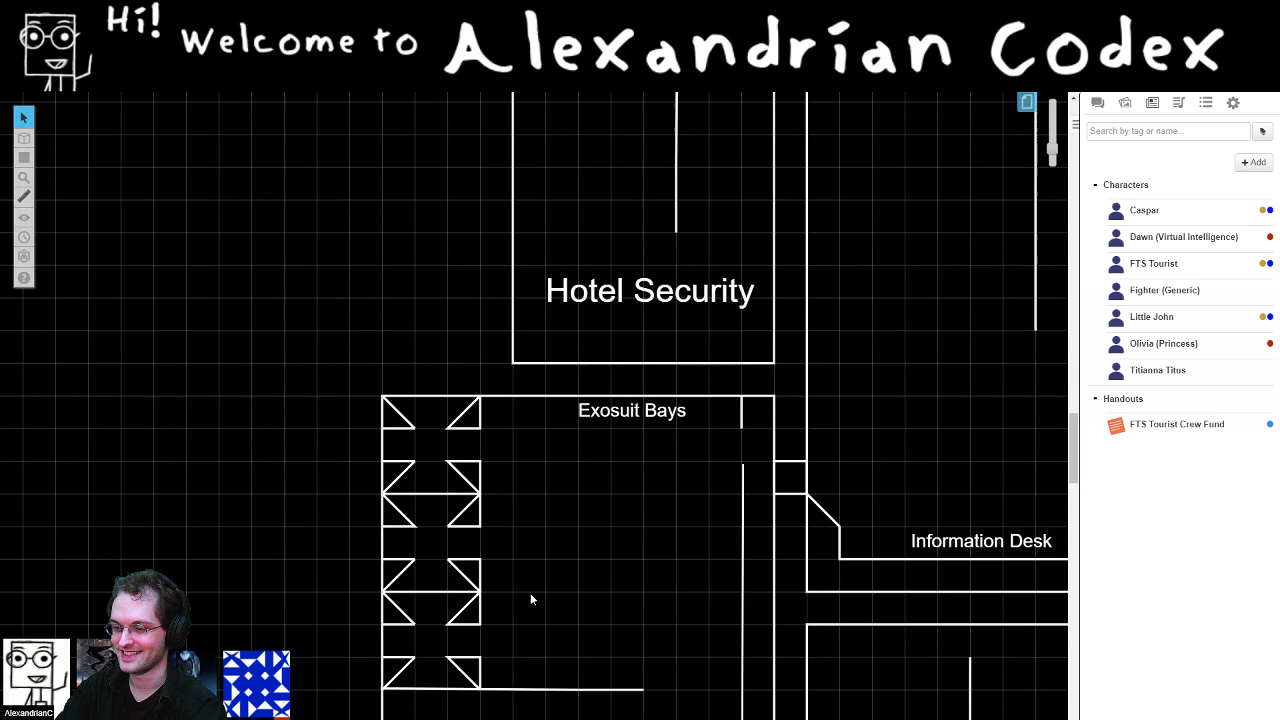 Hi! Welcome to Alexandrian Codex
Search by tag or name...
+ Add
Characters
Caspar
Dawn (Virtual Intelligence)
FTS Tourist
Fighter (Generic)
Little John
Olivia (Princess)
Titianna Titus
Handouts
FTS Tourist Crew Fund
Hotel Security
Exosuit Bays
Information Desk
AlexandrianC